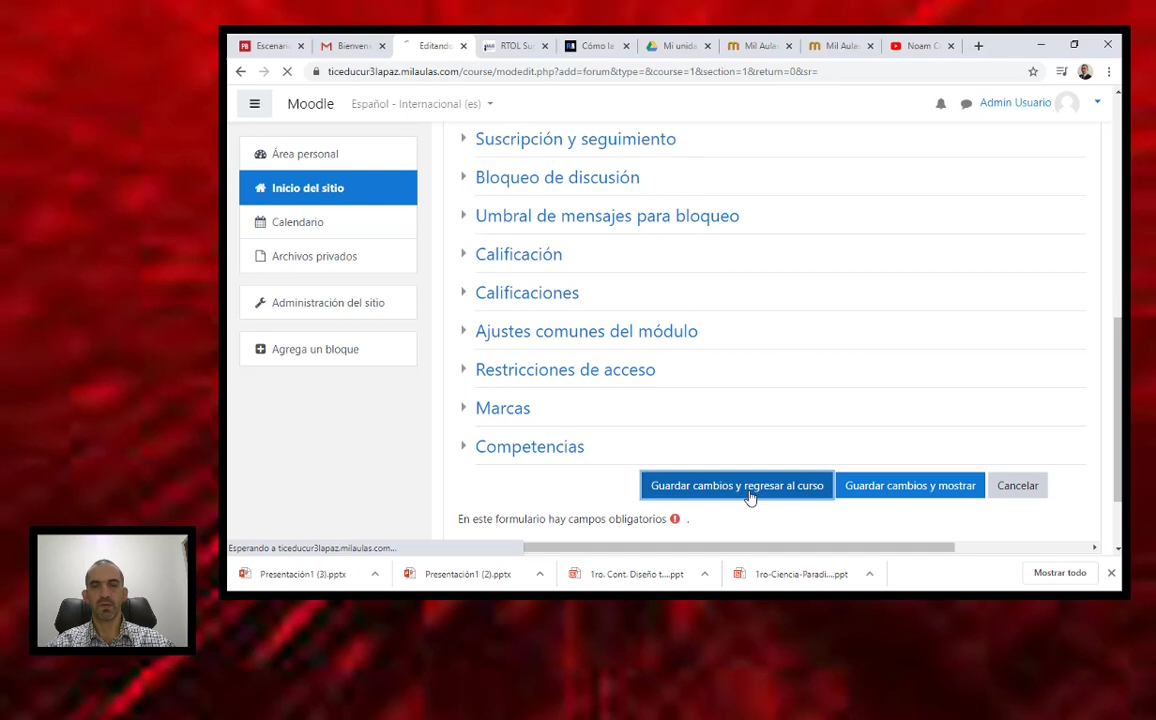 Escenari
Bienven
Editando
RTOL Su
Cómo la
Mi unida
Mil Aula
Mil Aula
Noam C
ticeducur3lapaz.milaulas.com/course/modedit.php?add=forum&type=&course=1&section=1&return=0&sr=
Moodle
Español - Internacional (es)
Admin Usuario
Área personal
Inicio del sitio
Calendario
Archivos privados
Administración del sitio
Agrega un bloque
Suscripción y seguimiento
Bloqueo de discusión
Umbral de mensajes para bloqueo
Calificación
Calificaciones
Ajustes comunes del módulo
Restricciones de acceso
Marcas
Competencias
Guardar cambios y regresar al curso
Guardar cambios y mostrar
Cancelar
En este formulario hay campos obligatorios .
Esperando a ticeducur3lapaz.milaulas.com...
Presentación1 (3).pptx
Presentación1 (2).pptx
1ro. Cont. Diseño t....ppt
1ro-Ciencia-Paradi....ppt
Mostrar todo